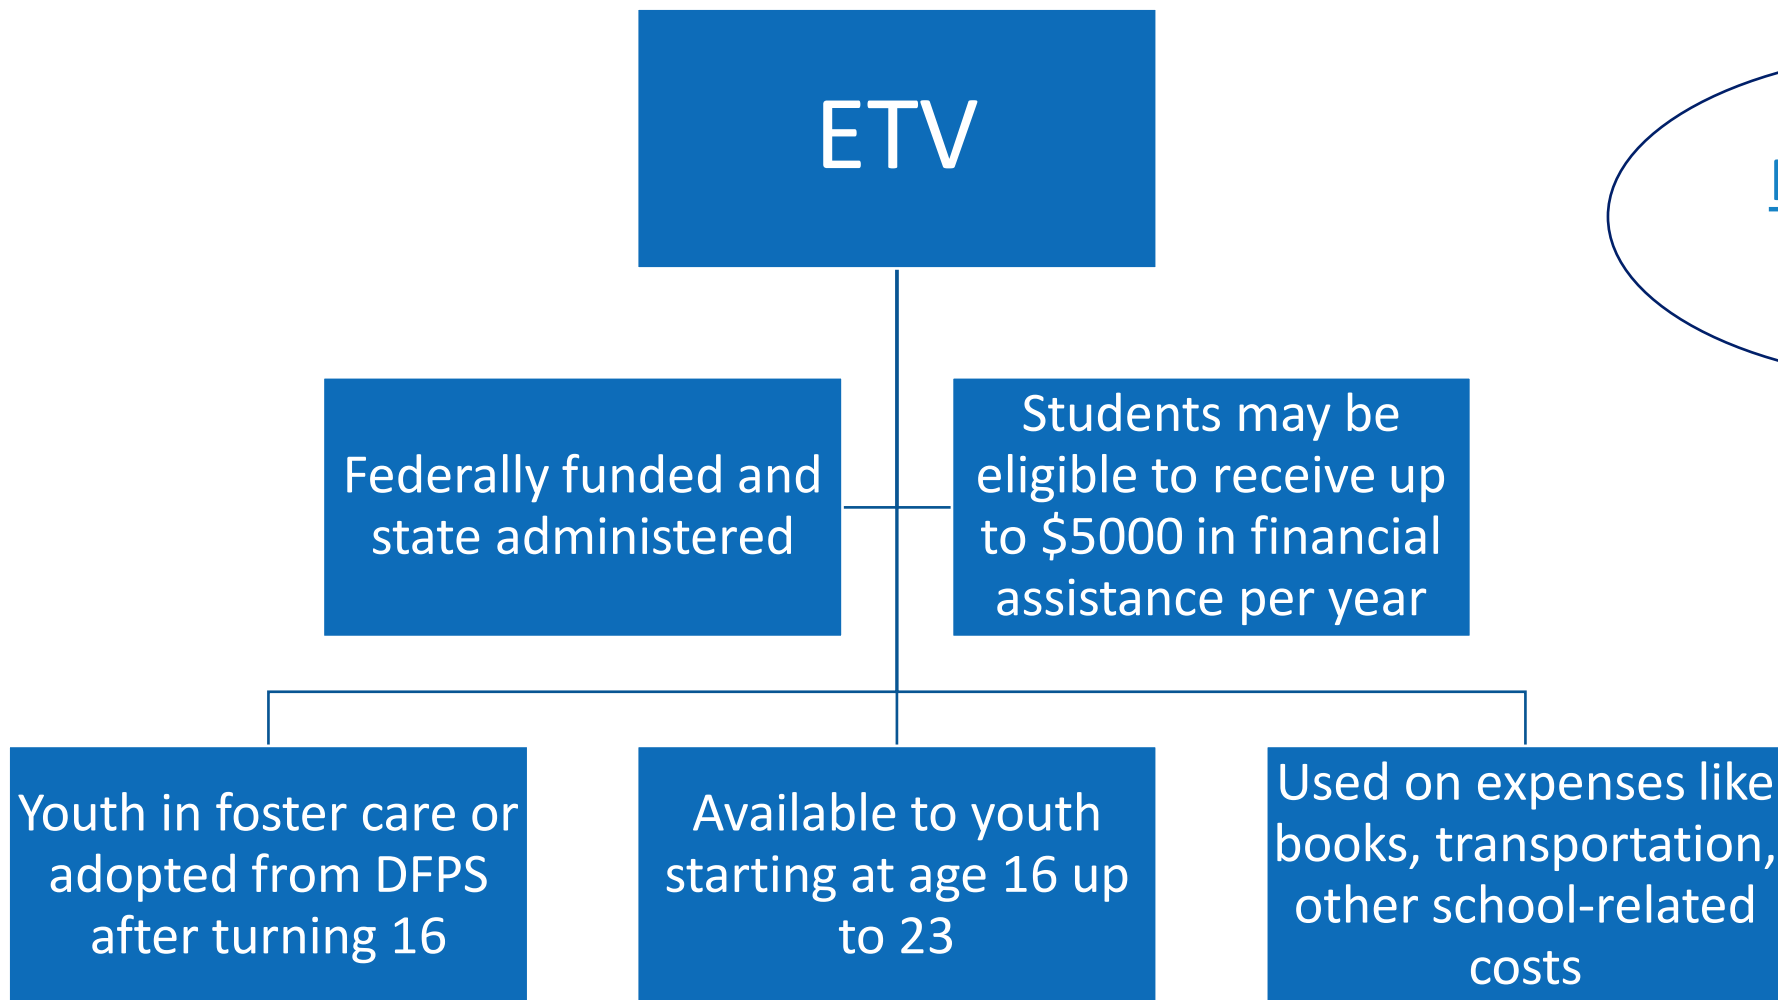 ETV
Federally funded and
state administered
Students may be
eligible to receive up
to $5000 in financial
assistance per year
Youth in foster care or
adopted from DFPS
after turning 16
Available to youth
starting at age 16 up
to 23
Used on expenses like
books, transportation,
other school-related
costs